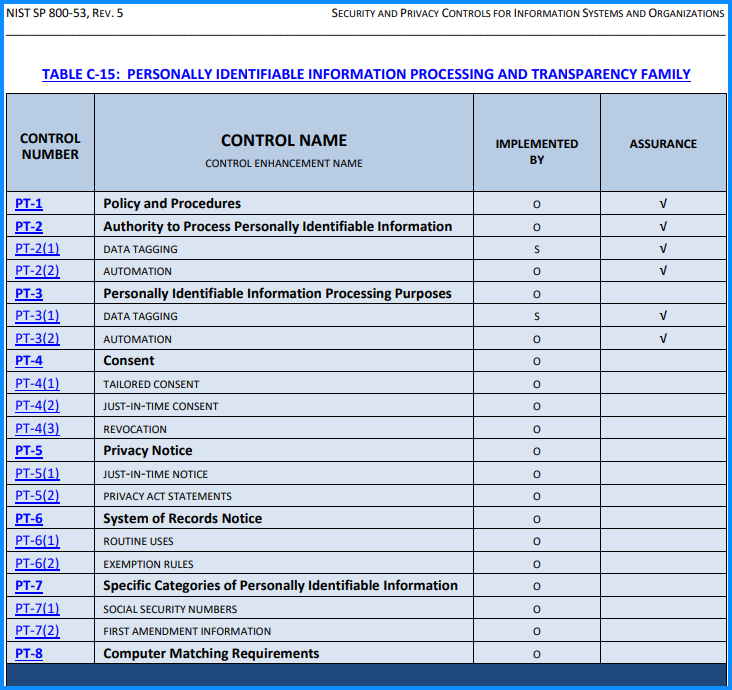 NIST SP 800-53, REV. 5 SECURITY AND PRIVACY CONTROLS FOR INFORMATION SYSTEMS AND ORGANIZATIONS
TABLE C-15: PERSONALLY IDENTIFIABLE INFORMATION PROCESSING AND TRANSPARENCY FAMILY
CONTROL NUMBER CONTROL NAME CONTROL ENHANCEMENT NAME IMPLEMENTED BY ASSURANCE
PT-1 Policy and Procedures O √
PT-2 Authority to Process Personally Identifiable Information O √
PT-2(1) DATA TAGGING S √
PT-2(2) AUTOMATION O √
PT-3 Personally Identifiable Information Processing Purposes O
PT-3(1) DATA TAGGING S √
PT-3(2) AUTOMATION O √
PT-4 Consent O
PT-4(1) TAILORED CONSENT O
PT-4(2) JUST-IN-TIME CONSENT O
PT-4(3) REVOCATION O
PT-5 Privacy Notice O
PT-5(1) JUST-IN-TIME NOTICE O
PT-5(2) PRIVACY ACT STATEMENTS O
PT-6 System of Records Notice O
PT-6(1) ROUTINE USES O
PT-6(2) EXEMPTION RULES O
PT-7 Specific Categories of Personally Identifiable Information O
PT-7(1) SOCIAL SECURITY NUMBERS O
PT-7(2) FIRST AMENDMENT INFORMATION O
PT-8 Computer Matching Requirements O